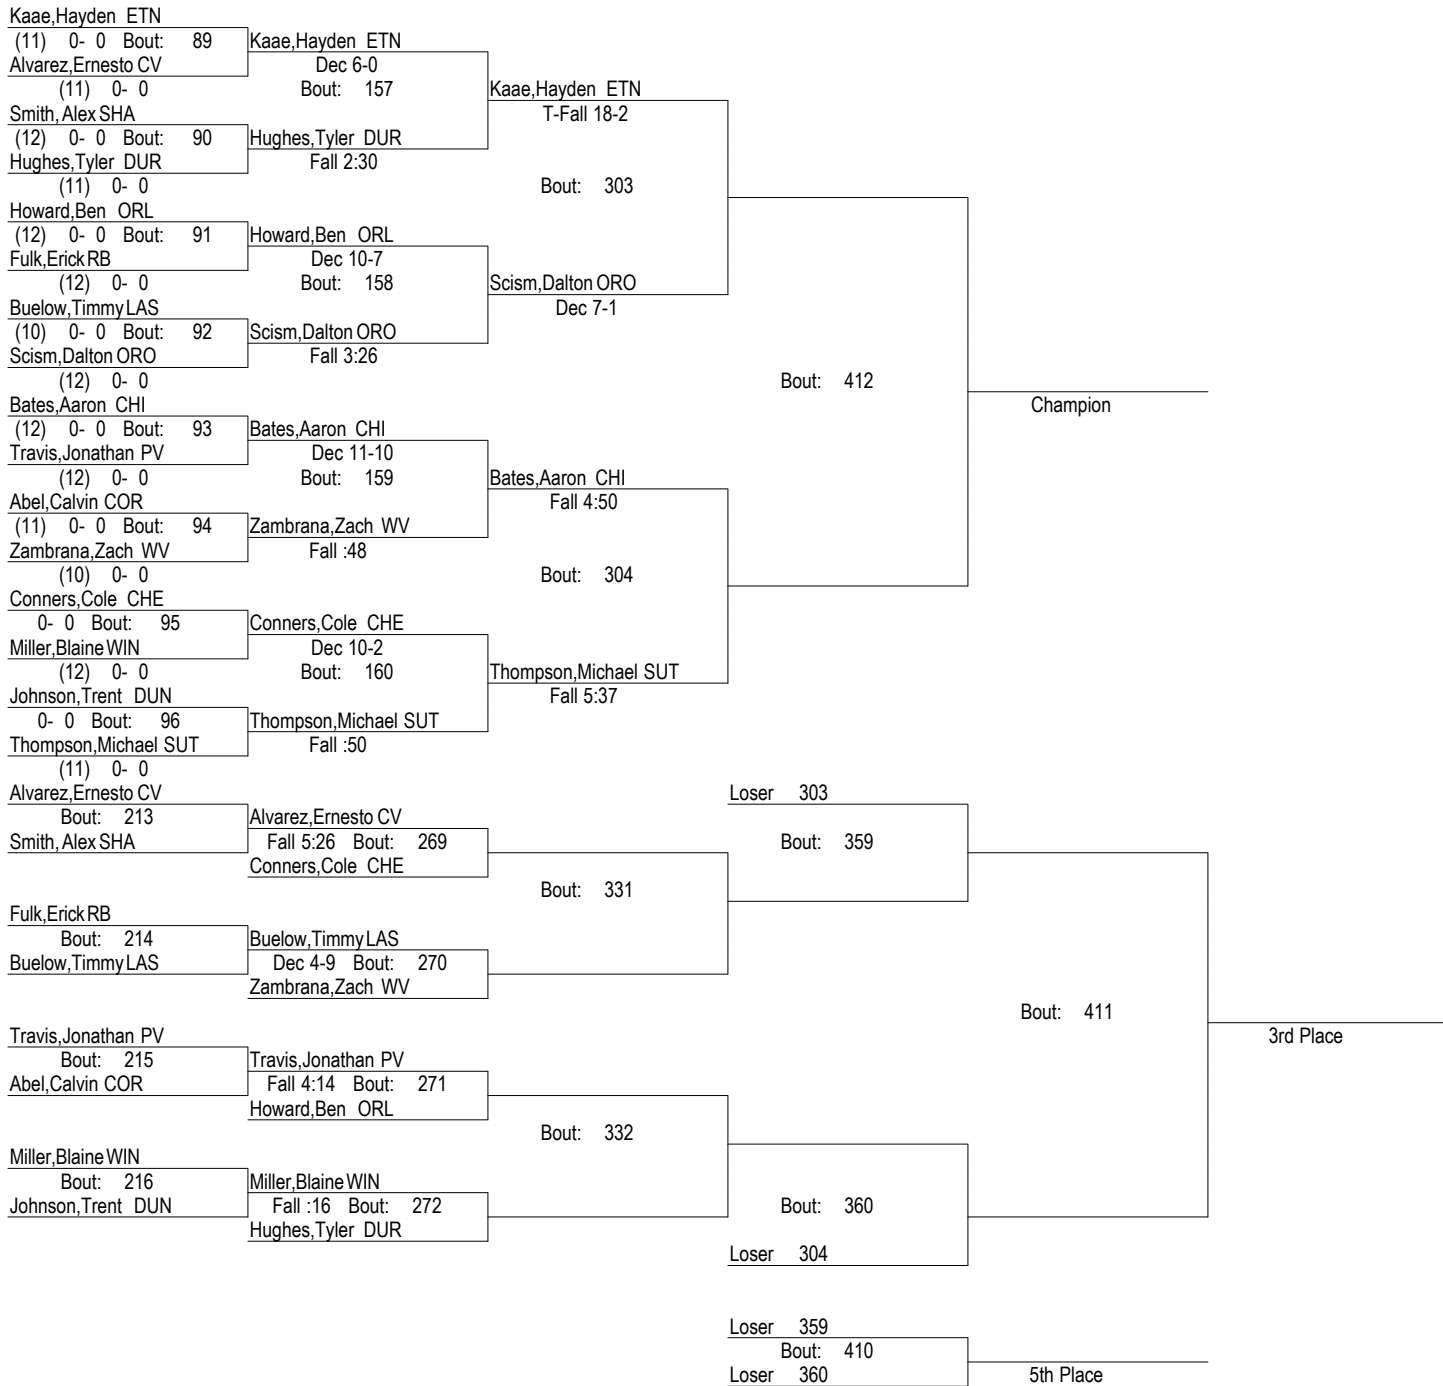 Kaae,Hayden ETN
(11) 0- 0 Bout: 89 Kaae,Hayden ETN
Alvarez,Ernesto CV Dec 6-0
(11) 0- 0 Bout: 157 Kaae,Hayden ETN
Smith, Alex SHA T-Fall 18-2
(12) 0- 0 Bout: 90 Hughes,Tyler DUR
Hughes,Tyler DUR Fall 2:30
(11) 0- 0 Bout: 303
Howard,Ben ORL
(12) 0- 0 Bout: 91 Howard,Ben ORL
Fulk,Erick RB Dec 10-7
(12) 0- 0 Bout: 158 Scism,Dalton ORO
Buelow,Timmy LAS Dec 7-1
(10) 0- 0 Bout: 92 Scism,Dalton ORO
Scism,Dalton ORO Fall 3:26
(12) 0- 0 Bout: 412
Bates,Aaron CHI Champion
(12) 0- 0 Bout: 93 Bates,Aaron CHI
Travis,Jonathan PV Dec 11-10
(12) 0- 0 Bout: 159 Bates,Aaron CHI
Abel,Calvin COR Fall 4:50
(11) 0- 0 Bout: 94 Zambrana,Zach WV
Zambrana,Zach WV Fall :48
(10) 0- 0 Bout: 304
Conners,Cole CHE
0- 0 Bout: 95 Conners,Cole CHE
Miller,Blaine WIN Dec 10-2
(12) 0- 0 Bout: 160 Thompson,Michael SUT
Johnson,Trent DUN Fall 5:37
0- 0 Bout: 96 Thompson,Michael SUT
Thompson,Michael SUT Fall :50
(11) 0- 0
Alvarez,Ernesto CV Loser 303
Bout: 213 Alvarez,Ernesto CV
Smith, Alex SHA Fall 5:26 Bout: 269 Bout: 359
Conners,Cole CHE
Bout: 331
Fulk,Erick RB
Bout: 214 Buelow,Timmy LAS
Buelow,Timmy LAS Dec 4-9 Bout: 270
Zambrana,Zach WV
Bout: 411
Travis,Jonathan PV 3rd Place
Bout: 215 Travis,Jonathan PV
Abel,Calvin COR Fall 4:14 Bout: 271
Howard,Ben ORL
Bout: 332
Miller,Blaine WIN
Bout: 216 Miller,Blaine WIN
Johnson,Trent DUN Fall :16 Bout: 272 Bout: 360
Hughes,Tyler DUR
Loser 304
Loser 359
Bout: 410
Loser 360 5th Place